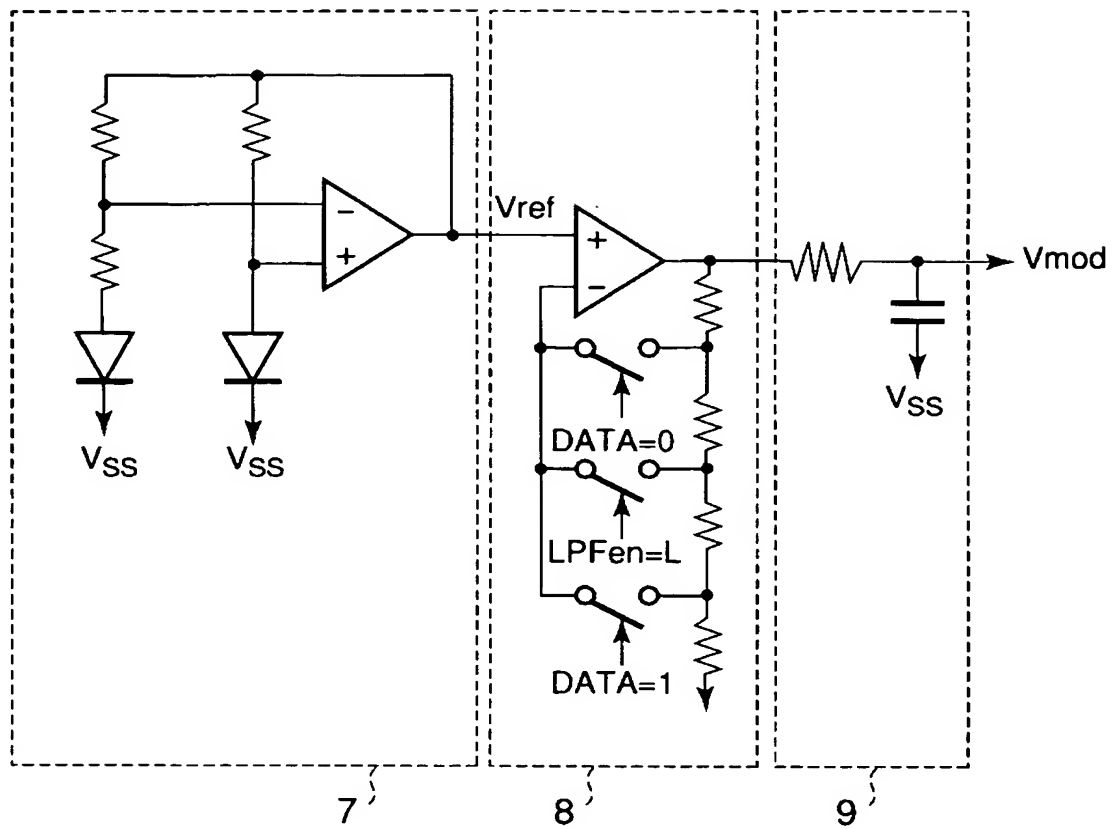 −
+
Vref
+
−
Vmod
VSS
VSS
VSS
DATA=0
LPFen=L
DATA=1
7
8
9